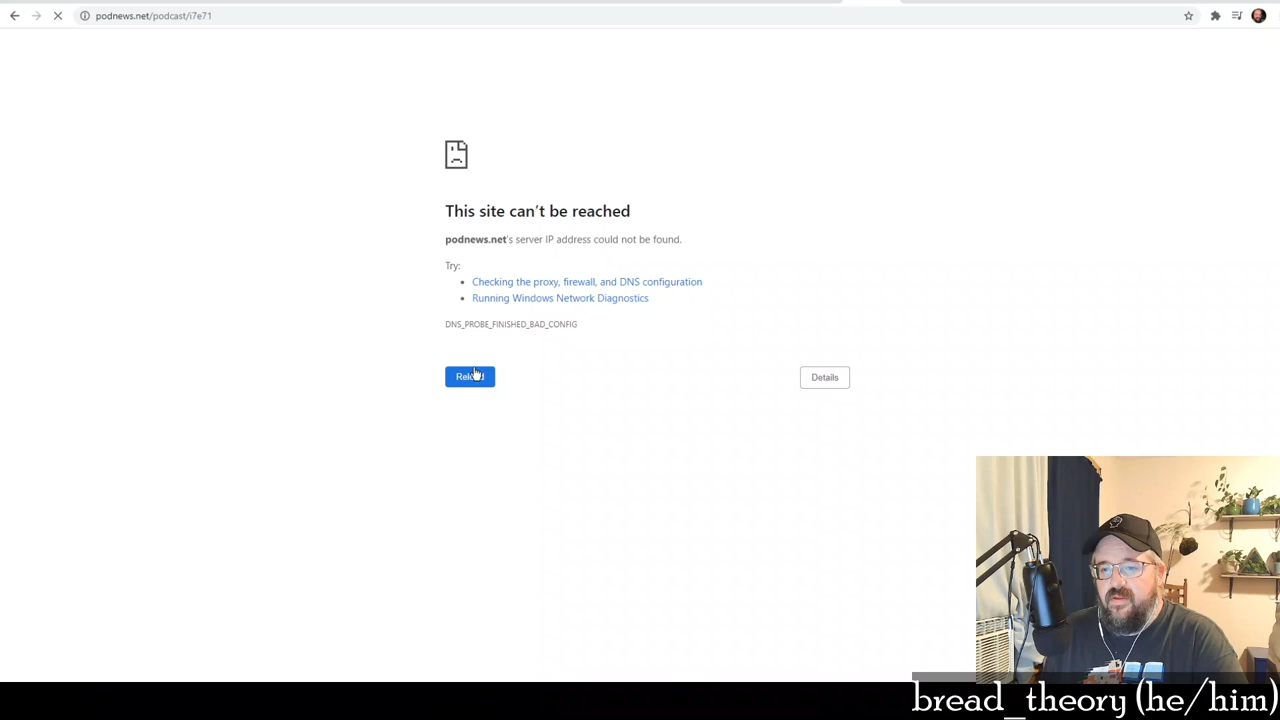 podnews.net/podcast/i7e71
This site can't be reached
podnews.net's server IP address could not be found.
Try:
Checking the proxy, firewall, and DNS configuration
Running Windows Network Diagnostics
DNS_PROBE_FINISHED_BAD_CONFIG
Reload
Details
bread_theory (he/him)